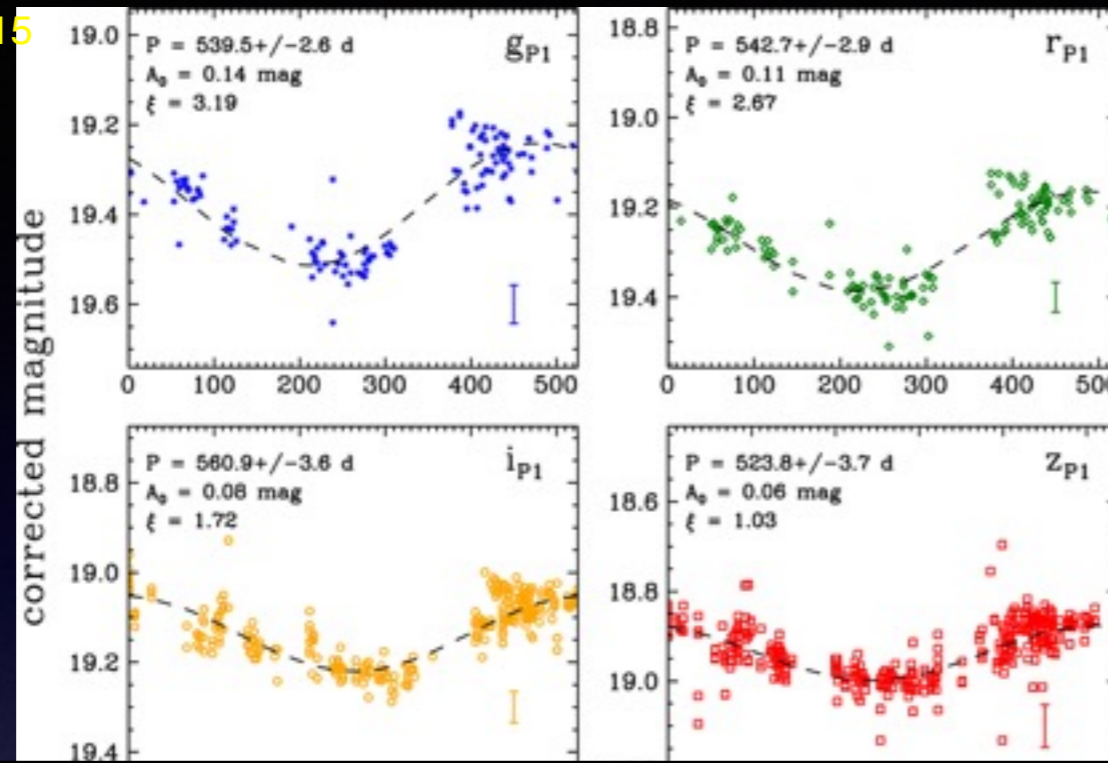 15
corrected magnitude
P = 539.5+/-2.6 d
g_P1
A₀ = 0.14 mag
ξ = 3.19
19.0
19.2
19.4
19.6
0 100 200 300 400 500
P = 542.7+/-2.9 d
r_P1
A₀ = 0.11 mag
ξ = 2.67
18.8
19.0
19.2
19.4
0 100 200 300 400
P = 560.9+/-3.6 d
i_P1
A₀ = 0.08 mag
ξ = 1.72
18.8
19.0
19.2
19.4
P = 523.8+/-3.7 d
z_P1
A₀ = 0.06 mag
ξ = 1.03
18.6
18.8
19.0